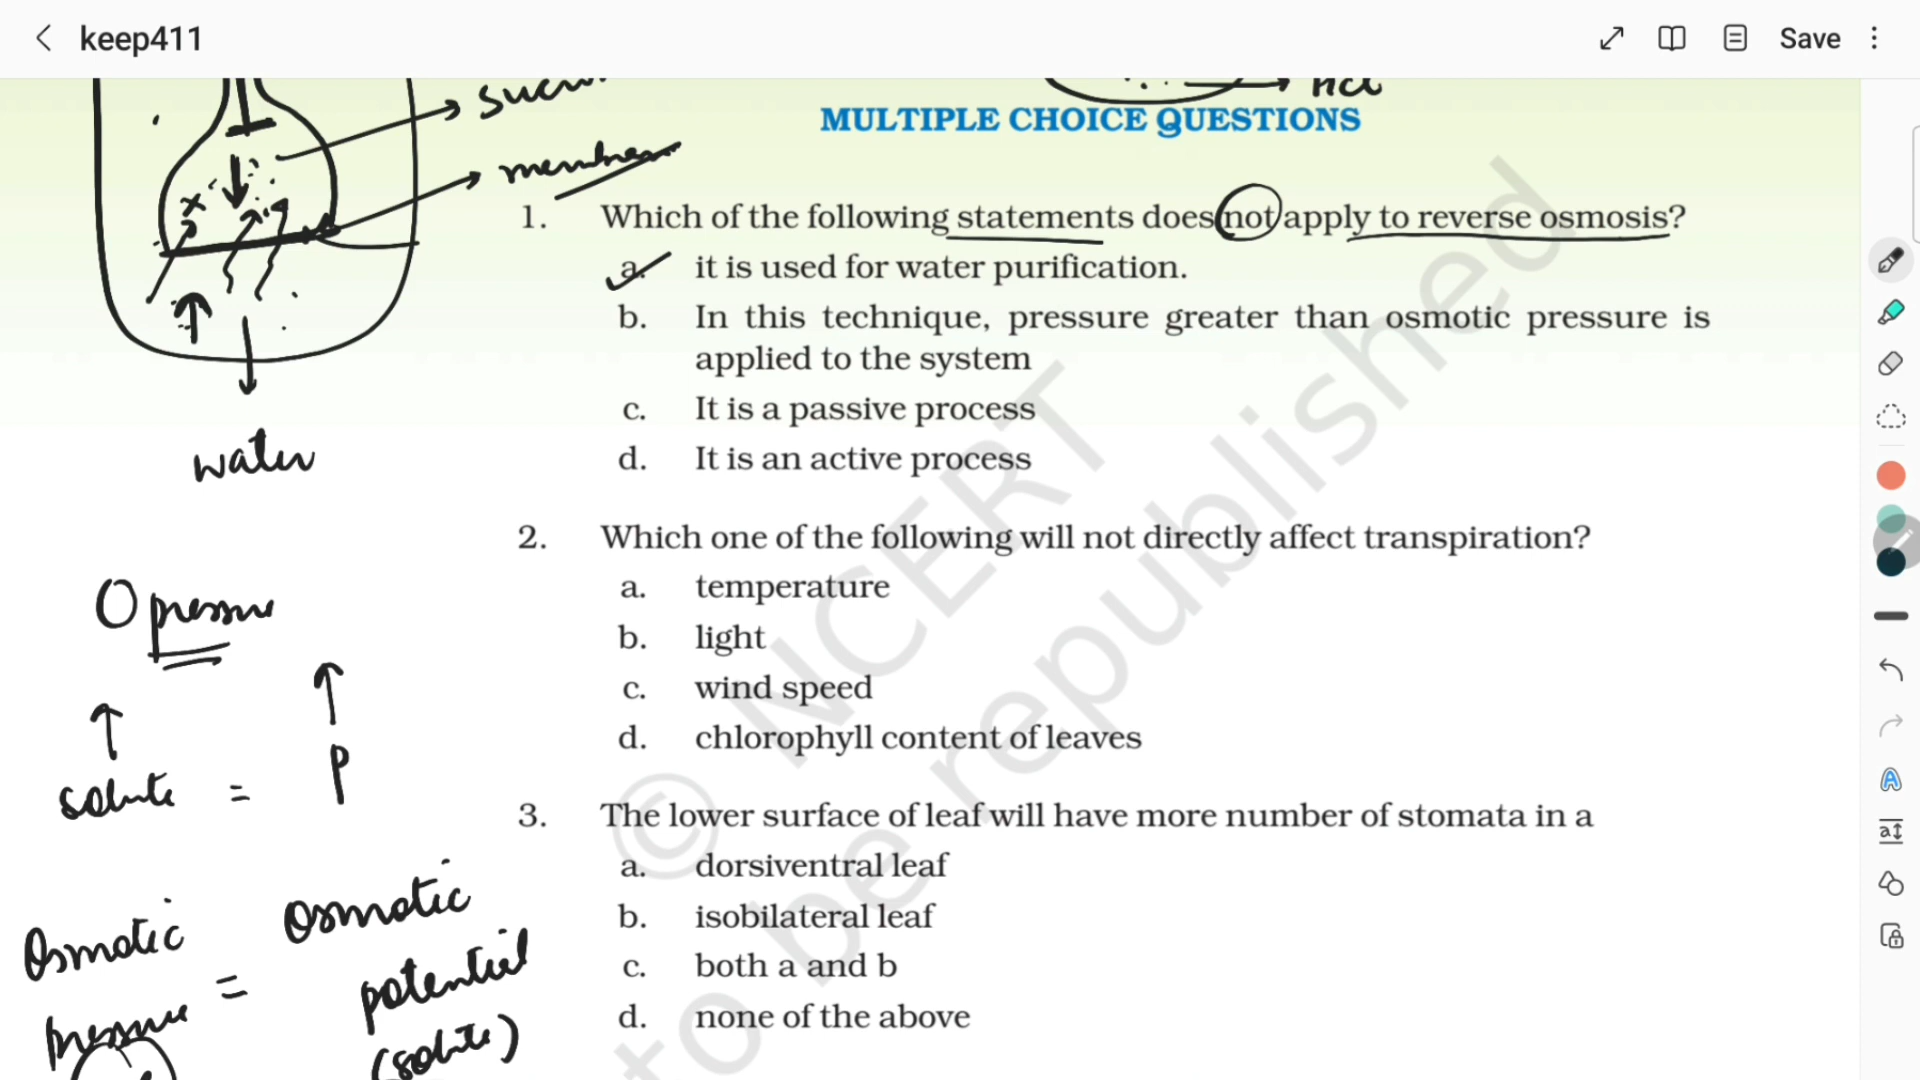 keep411
Save
HCl
membran
MULTIPLE CHOICE QUESTIONS
1. Which of the following statements does not apply to reverse osmosis?
a. it is used for water purification.
b. In this technique, pressure greater than osmotic pressure is
applied to the system
c. It is a passive process
d. It is an active process
water
2. Which one of the following will not directly affect transpiration?
a. temperature
b. light
c. wind speed
d. chlorophyll content of leaves
O pressure
solute = P
3. The lower surface of leaf will have more number of stomata in a
a. dorsiventral leaf
b. isobilateral leaf
c. both a and b
d. none of the above
Osmotic pressure = Osmotic potential
(solute)
© NCERT
to be republished